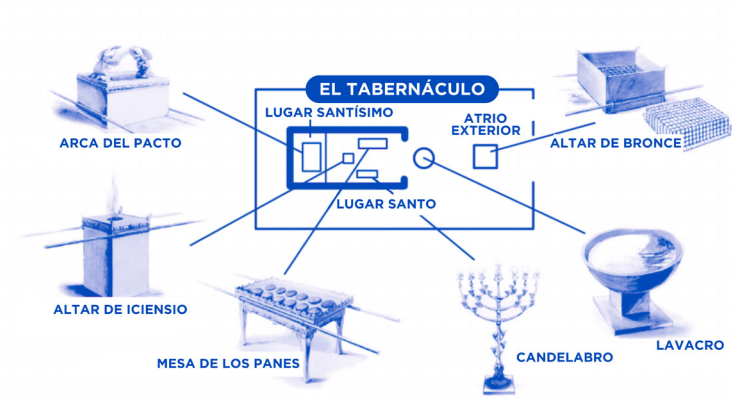 EL TABERNÁCULO
LUGAR SANTÍSIMO
ATRIO
EXTERIOR
ARCA DEL PACTO
ALTAR DE BRONCE
LUGAR SANTO
ALTAR DE ICIENSIO
MESA DE LOS PANES
CANDELABRO
LAVACRO